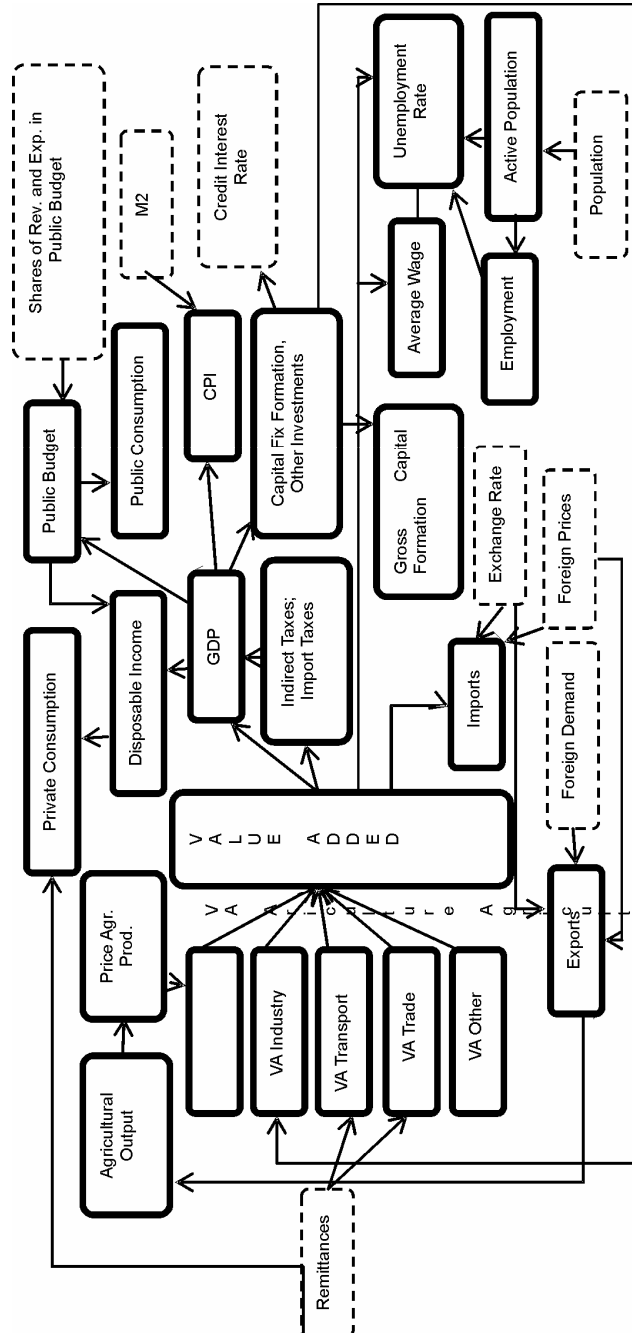 Shares of Rev. and Exp. in
Public Budget
Private Consumption
Public Budget
Agricultural
Output
Price Agr.
Prod.
Disposable Income
Public Consumption
M2
GDP
CPI
Credit Interest
Rate
VA Ariculture Agricult
VALUE ADDED
VA Industry
Indirect Taxes;
Import Taxes
Capital Fix Formation,
Other Investments
Remittances
VA Transport
VA Trade
Gross Capital
Formation
Average Wage
Unemployment
Rate
VA Other
Imports
Exchange Rate
Employment
Active Population
Exports
Foreign Demand
Foreign Prices
Population